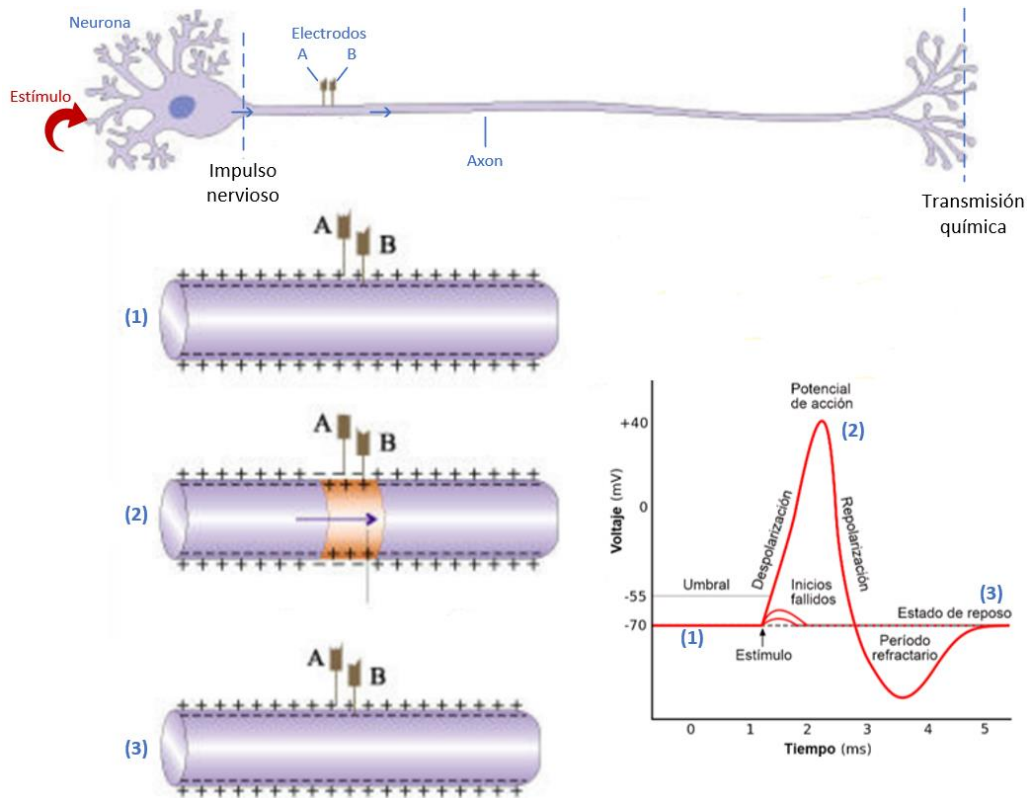 Neurona
Electrodos
A B
Estímulo
Impulso
nervioso
Axon
Transmisión
química
A
B
(1)
A
B
(2)
A
B
(3)
Potencial
de acción
+40
(2)
Voltaje (mV)
0
Despolarización
Repolarización
Umbral
Inicios
fallidos
-55
(3)
Estado de reposo
-70
(1)
Estímulo
Período
refractario
0 1 2 3 4 5
Tiempo (ms)